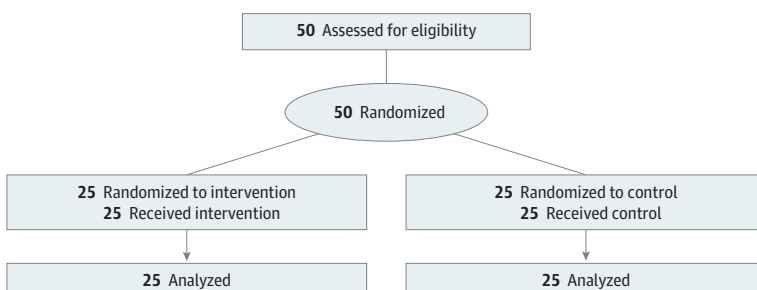 50 Assessed for eligibility
50 Randomized
25 Randomized to intervention
25 Received intervention
25 Randomized to control
25 Received control
25 Analyzed
25 Analyzed